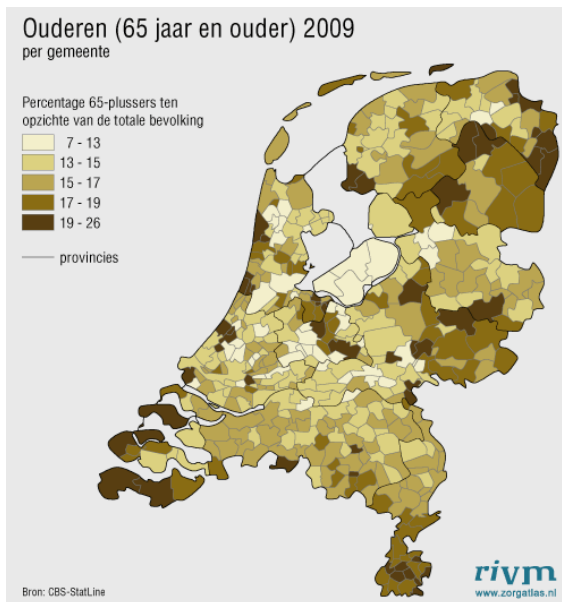 Ouderen (65 jaar en ouder) 2009
per gemeente
Percentage 65-plussers ten
opzichte van de totale bevolking
7 - 13
13 - 15
15 - 17
17 - 19
19 - 26
provincies
Bron: CBS-StatLine
rivm
www.zorgatlas.nl